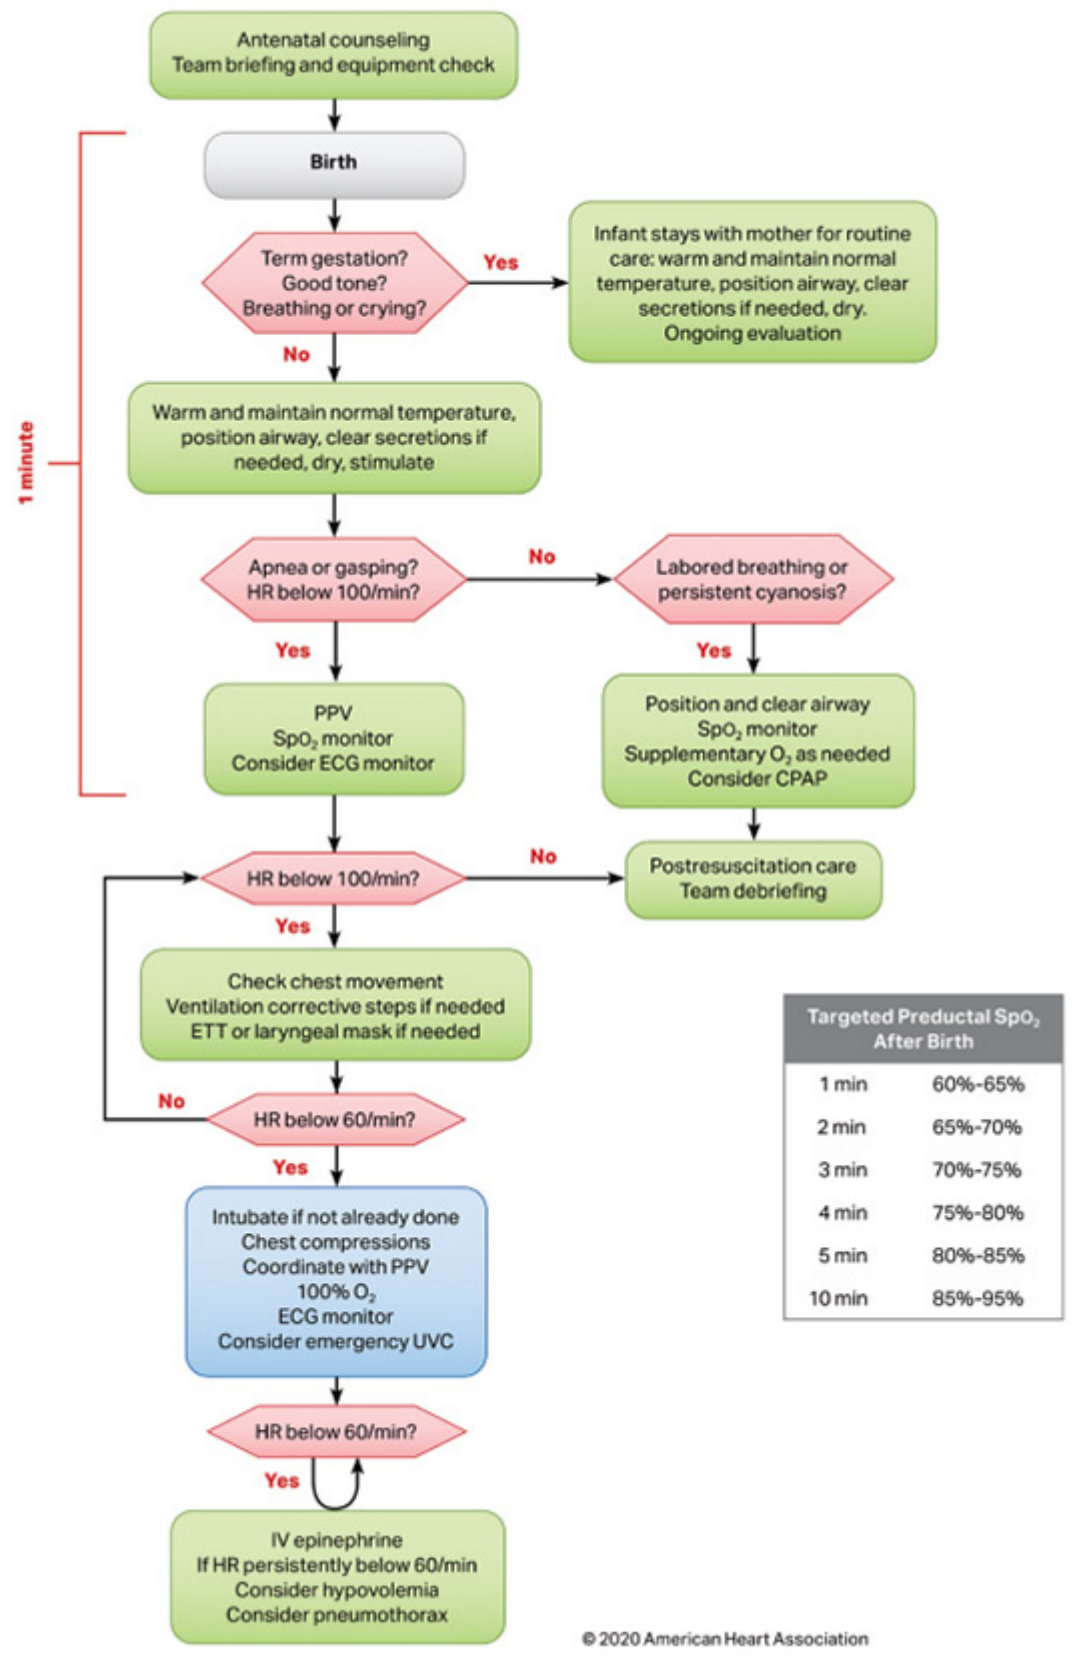 Antenatal counseling
Team briefing and equipment check
Birth
Term gestation?
Good tone?
Breathing or crying?
Yes
Infant stays with mother for routine
care: warm and maintain normal
temperature, position airway, clear
secretions if needed, dry.
Ongoing evaluation
No
Warm and maintain normal temperature,
position airway, clear secretions if
needed, dry, stimulate
1 minute
Apnea or gasping?
HR below 100/min?
No
Labored breathing or
persistent cyanosis?
Yes
Yes
PPV
SpO₂ monitor
Consider ECG monitor
Position and clear airway
SpO₂ monitor
Supplementary O₂ as needed
Consider CPAP
HR below 100/min?
No
Postresuscitation care
Team debriefing
Yes
Check chest movement
Ventilation corrective steps if needed
ETT or laryngeal mask if needed
HR below 60/min?
No
Yes
Intubate if not already done
Chest compressions
Coordinate with PPV
100% O₂
ECG monitor
Consider emergency UVC
HR below 60/min?
Yes
IV epinephrine
If HR persistently below 60/min
Consider hypovolemia
Consider pneumothorax
Targeted Preductal SpO₂
After Birth
1 min 60%-65%
2 min 65%-70%
3 min 70%-75%
4 min 75%-80%
5 min 80%-85%
10 min 85%-95%
© 2020 American Heart Association